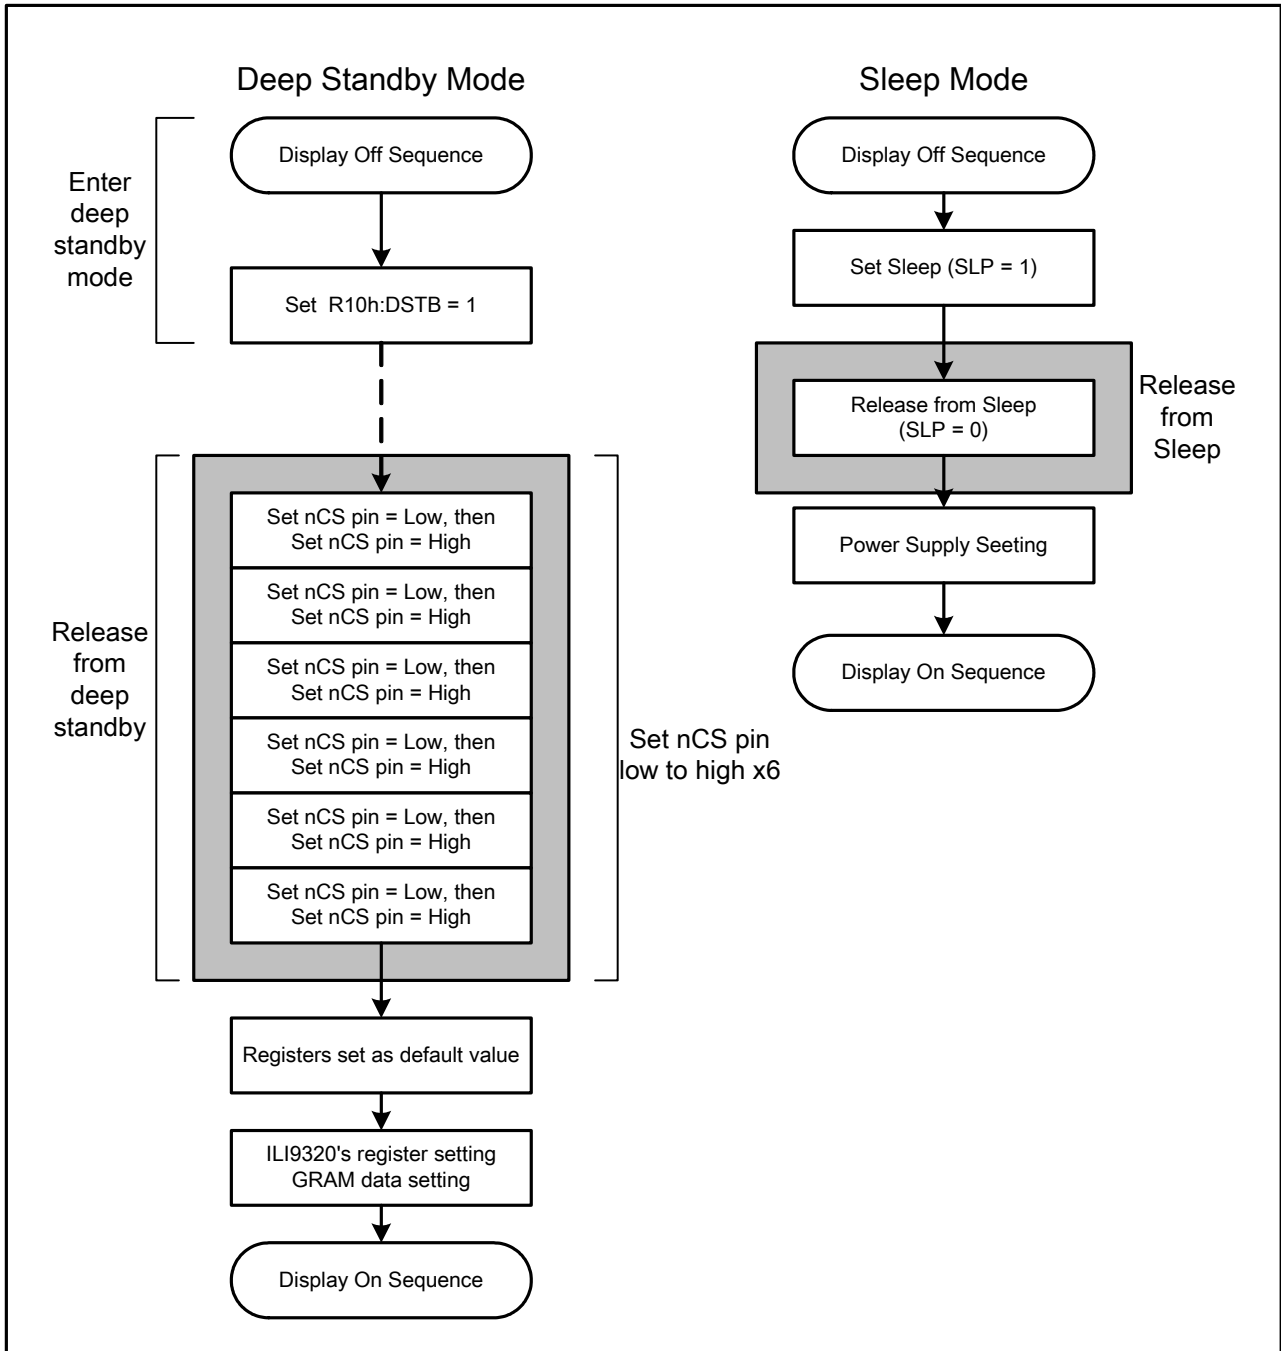 Deep Standby Mode
Enter
deep
standby
mode
Display Off Sequence
Set R10h:DSTB = 1
Release
from
deep
standby
Set nCS pin = Low, then
Set nCS pin = High
Set nCS pin = Low, then
Set nCS pin = High
Set nCS pin = Low, then
Set nCS pin = High
Set nCS pin = Low, then
Set nCS pin = High
Set nCS pin = Low, then
Set nCS pin = High
Set nCS pin = Low, then
Set nCS pin = High
Set nCS pin
low to high x6
Registers set as default value
ILI9320's register setting
GRAM data setting
Display On Sequence
Sleep Mode
Display Off Sequence
Set Sleep (SLP = 1)
Release from Sleep
(SLP = 0)
Release
from
Sleep
Power Supply Seeting
Display On Sequence